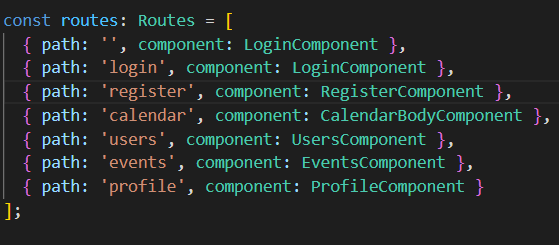 const routes: Routes = [
  { path: '', component: LoginComponent },
  { path: 'login', component: LoginComponent },
  { path: 'register', component: RegisterComponent },
  { path: 'calendar', component: CalendarBodyComponent },
  { path: 'users', component: UsersComponent },
  { path: 'events', component: EventsComponent },
  { path: 'profile', component: ProfileComponent }
];